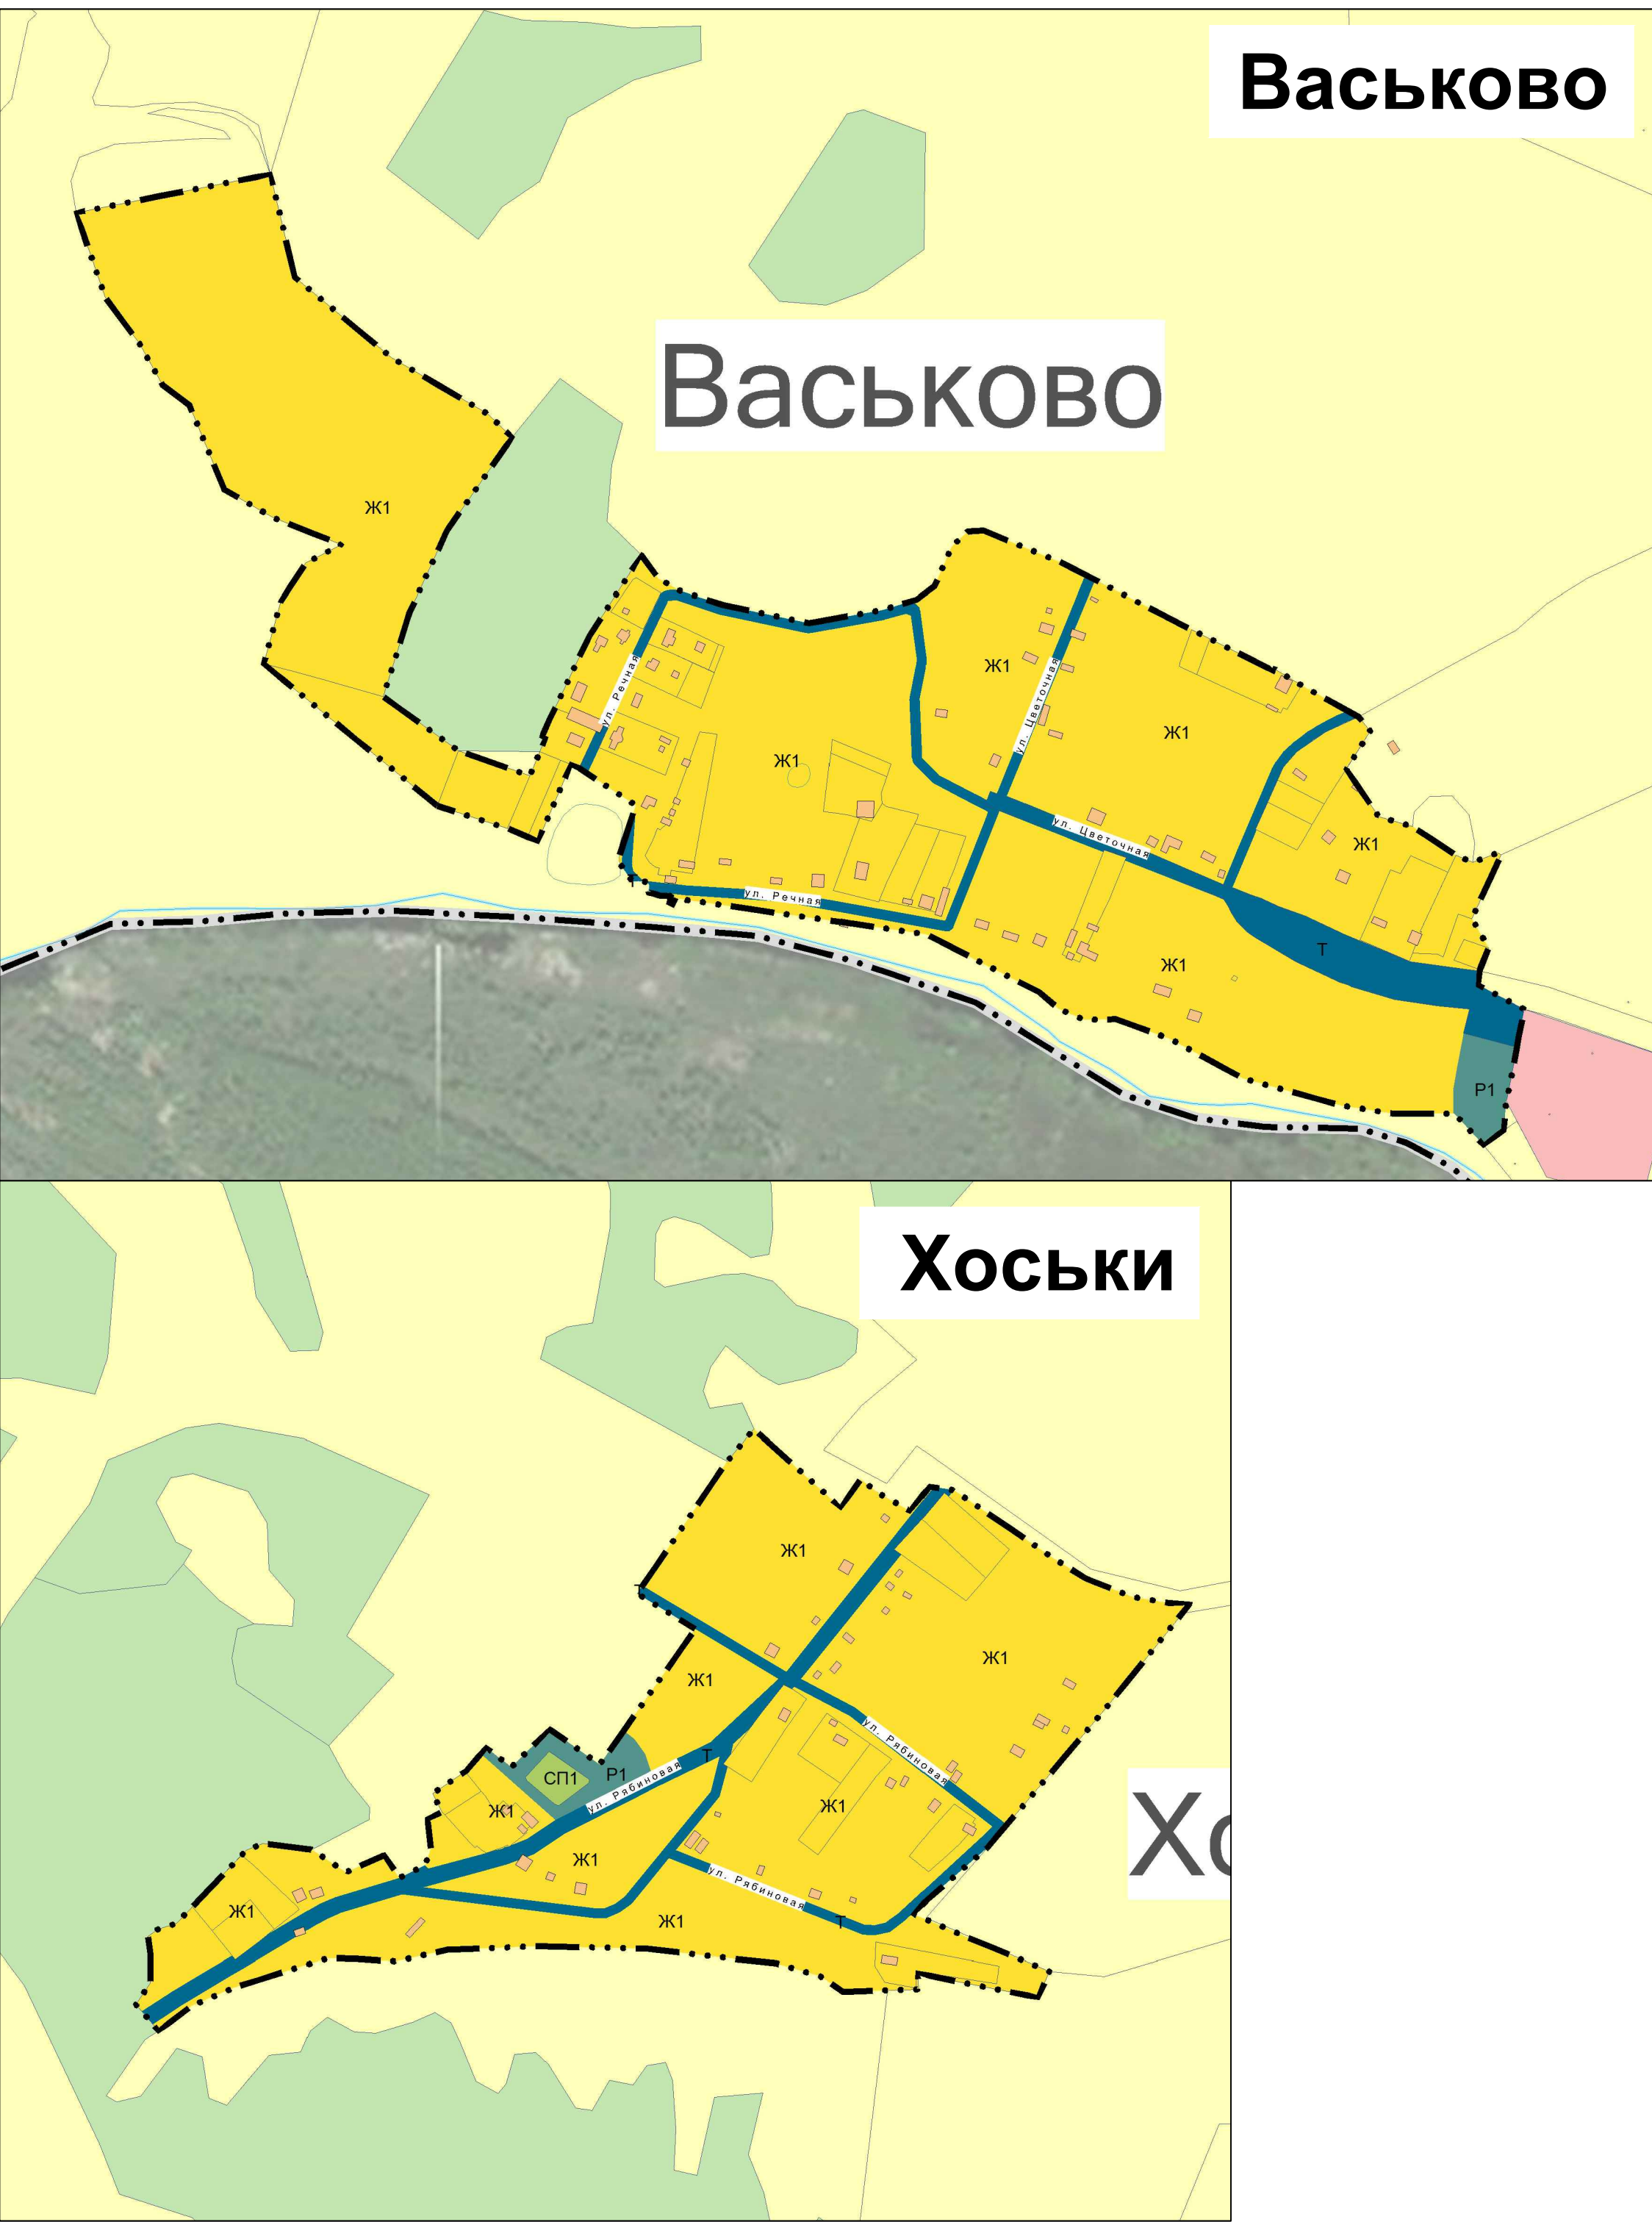 Васьково
Васьково
Ж1
Ж1
ул. Речная
ул. Цветочная
Ж1
Ж1
ул. Цветочная
Ж1
Т
ул. Речная
Т
Ж1
Р1
Хоськи
Ж1
Т
Ж1
Ж1
ул. Рябиновая
Т
СП1
Р1
ул. Рябиновая
Ж1
Ж1
Хо
Ж1
ул. Рябиновая
Ж1
Ж1
Т